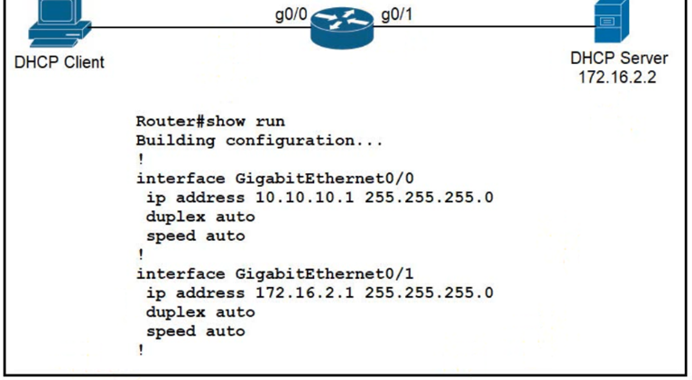 g0/0
g0/1
DHCP Client
DHCP Server
172.16.2.2
Router#show run
Building configuration...
!
interface GigabitEthernet0/0
ip address 10.10.10.1 255.255.255.0
duplex auto
speed auto
!
interface GigabitEthernet0/1
ip address 172.16.2.1 255.255.255.0
duplex auto
speed auto
!